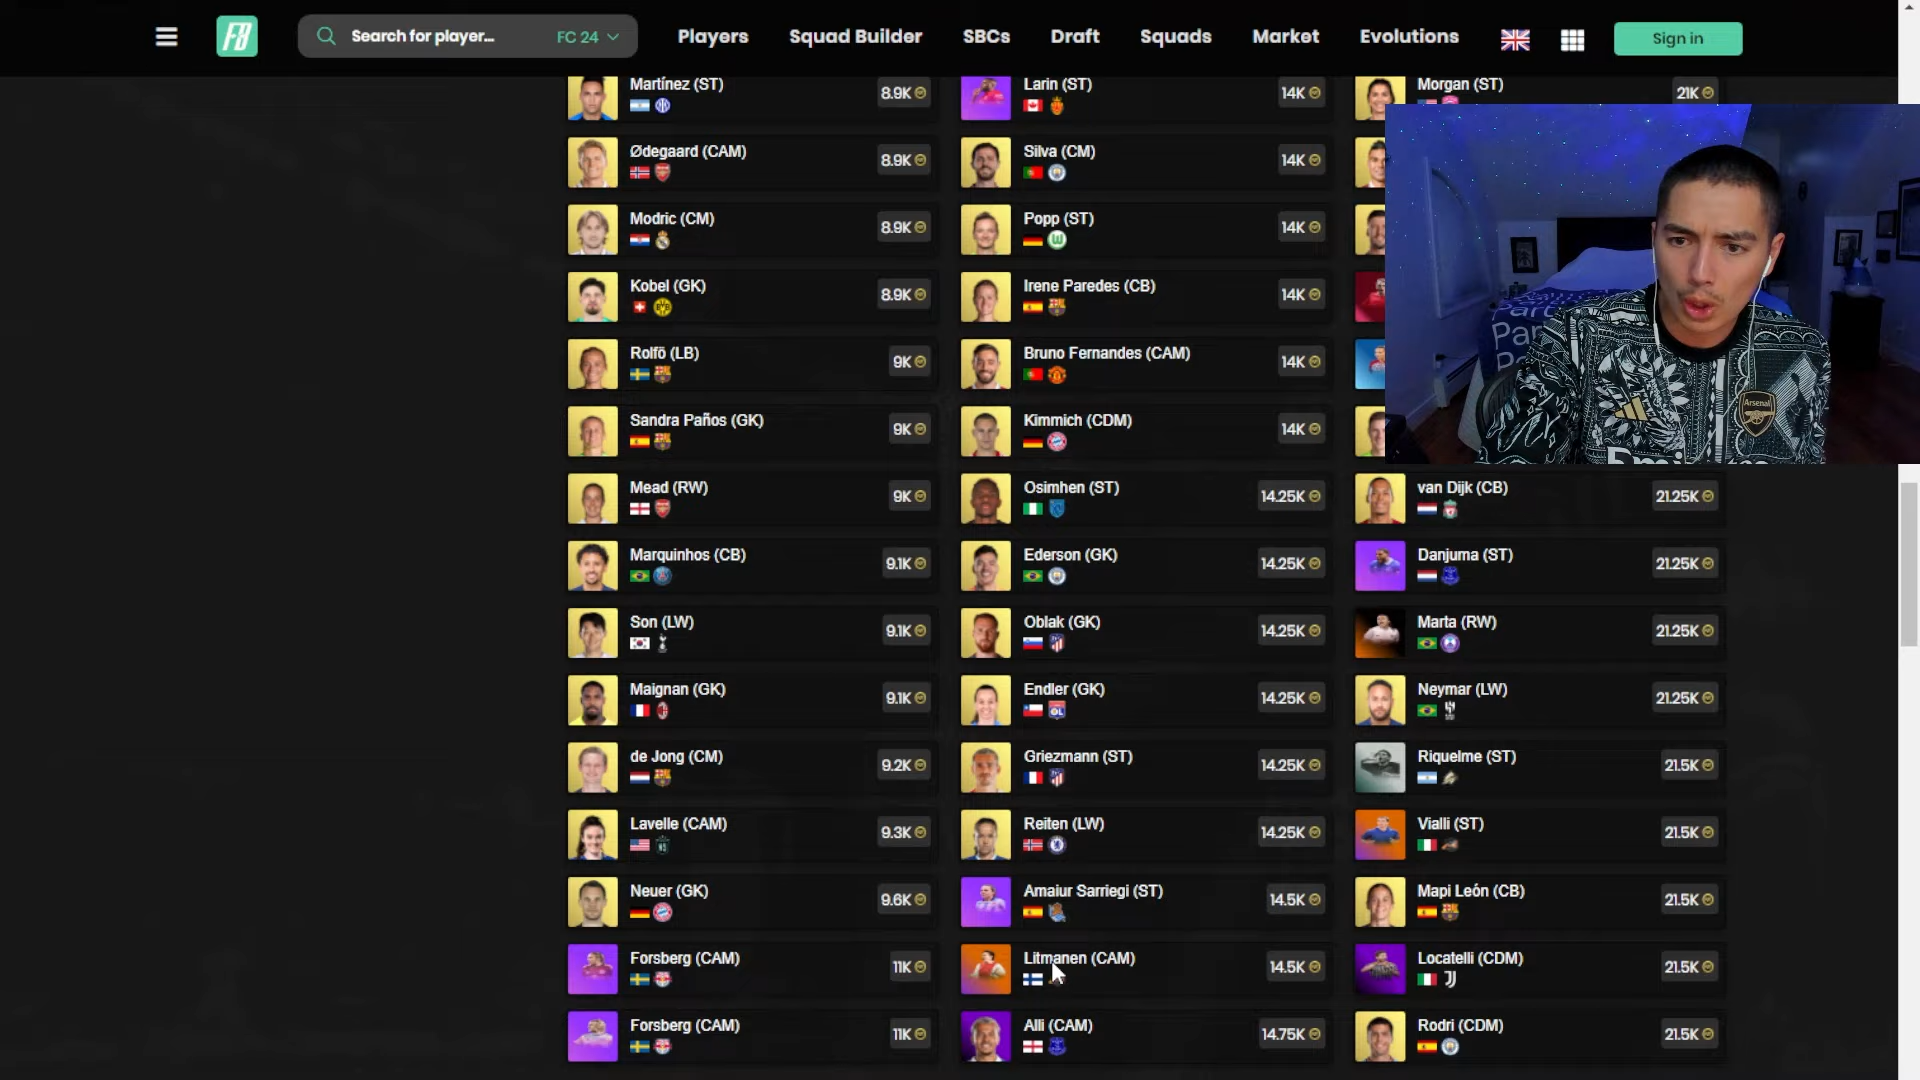 FB
Search for player...
FC 24
Players
Squad Builder
SBCs
Draft
Squads
Market
Evolutions
Sign in
Martínez (ST)
8.9K
Larin (ST)
14K
Morgan (ST)
21K
Ødegaard (CAM)
8.9K
Silva (CM)
14K
Modric (CM)
8.9K
Popp (ST)
14K
Kobel (GK)
8.9K
Irene Paredes (CB)
14K
Rolfö (LB)
9K
Bruno Fernandes (CAM)
14K
Sandra Paños (GK)
9K
Kimmich (CDM)
14K
Arsenal
Mead (RW)
9K
Osimhen (ST)
14.25K
van Dijk (CB)
21.25K
Marquinhos (CB)
9.1K
Ederson (GK)
14.25K
Danjuma (ST)
21.25K
Son (LW)
9.1K
Oblak (GK)
14.25K
Marta (RW)
21.25K
Maignan (GK)
9.1K
Endler (GK)
14.25K
Neymar (LW)
21.25K
de Jong (CM)
9.2K
Griezmann (ST)
14.25K
Riquelme (ST)
21.5K
Lavelle (CAM)
9.3K
Reiten (LW)
14.25K
Vialli (ST)
21.5K
Neuer (GK)
9.6K
Amaiur Sarriegi (ST)
14.5K
Mapi León (CB)
21.5K
Forsberg (CAM)
11K
Litmanen (CAM)
14.5K
Locatelli (CDM)
21.5K
Forsberg (CAM)
11K
Alli (CAM)
14.75K
Rodri (CDM)
21.5K